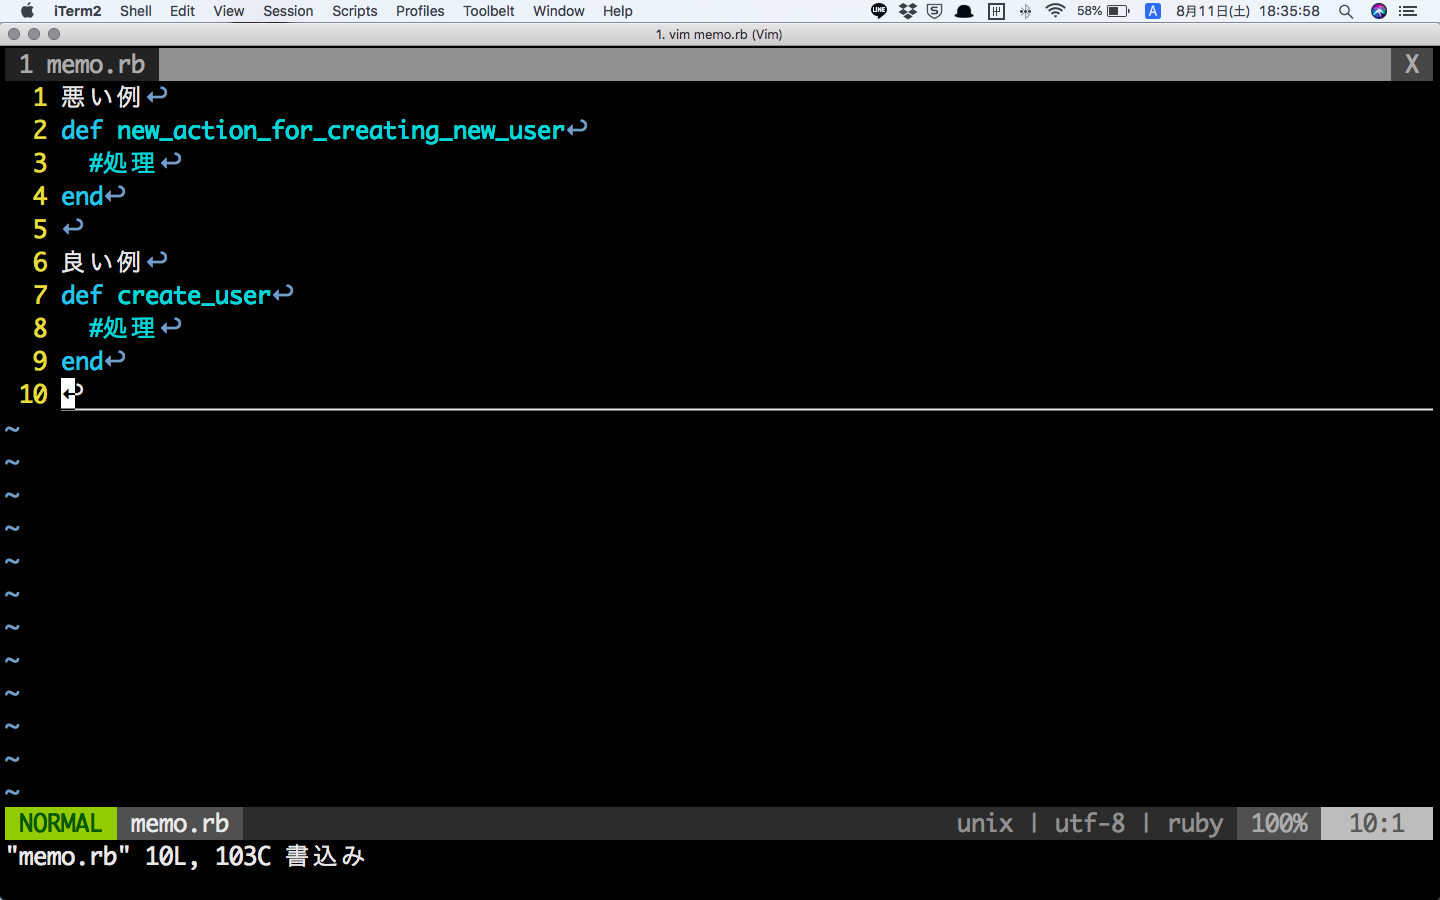 iTerm2 Shell Edit View Session Scripts Profiles Toolbelt Window Help LINE 58% A 8月11日(土) 18:35:58
1. vim memo.rb (Vim)
1 memo.rb X
1 悪い例
2 def new_action_for_creating_new_user
3 #処理
4 end
5
6 良い例
7 def create_user
8 #処理
9 end
10
~
~
~
~
~
~
~
~
~
~
~
~
NORMAL memo.rb unix | utf-8 | ruby 100% 10:1
"memo.rb" 10L, 103C 書込み